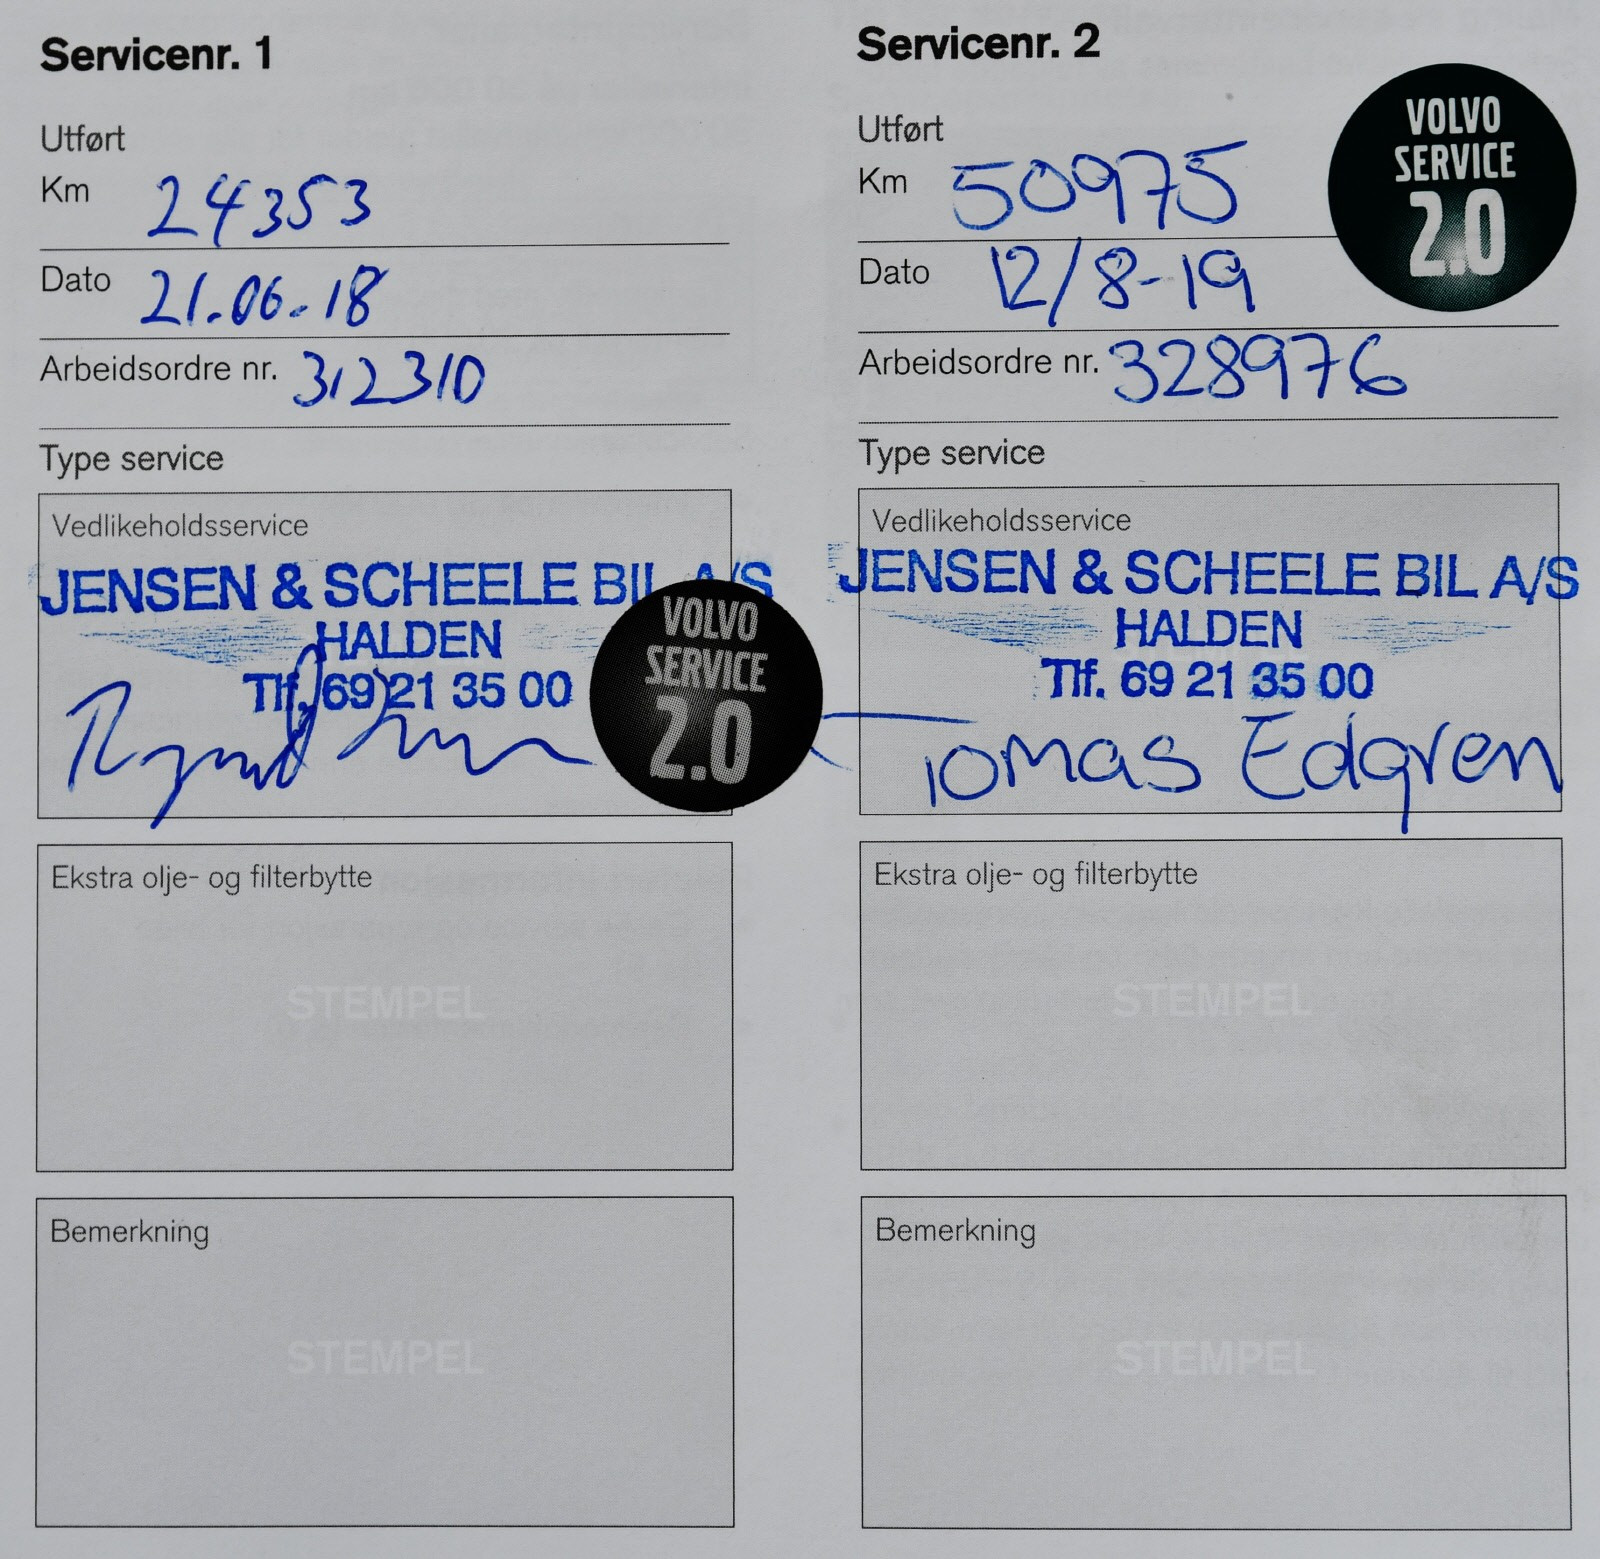 Servicenr. 1
Utført
Km 24353
Dato 21.06.18
Arbeidsordre nr. 312310
Type service
Vedlikeholdsservice
JENSEN & SCHEELE BIL A/S
HALDEN
Tlf. 69 21 35 00
VOLVO
SERVICE
2.0
Ekstra olje- og filterbytte
STEMPEL
Bemerkning
STEMPEL
Servicenr. 2
Utført
Km 50975
Dato 12/8-19
Arbeidsordre nr. 328976
VOLVO
SERVICE
2.0
Type service
Vedlikeholdsservice
JENSEN & SCHEELE BIL A/S
HALDEN
Tlf. 69 21 35 00
Tomas Edgren
Ekstra olje- og filterbytte
STEMPEL
Bemerkning
STEMPEL